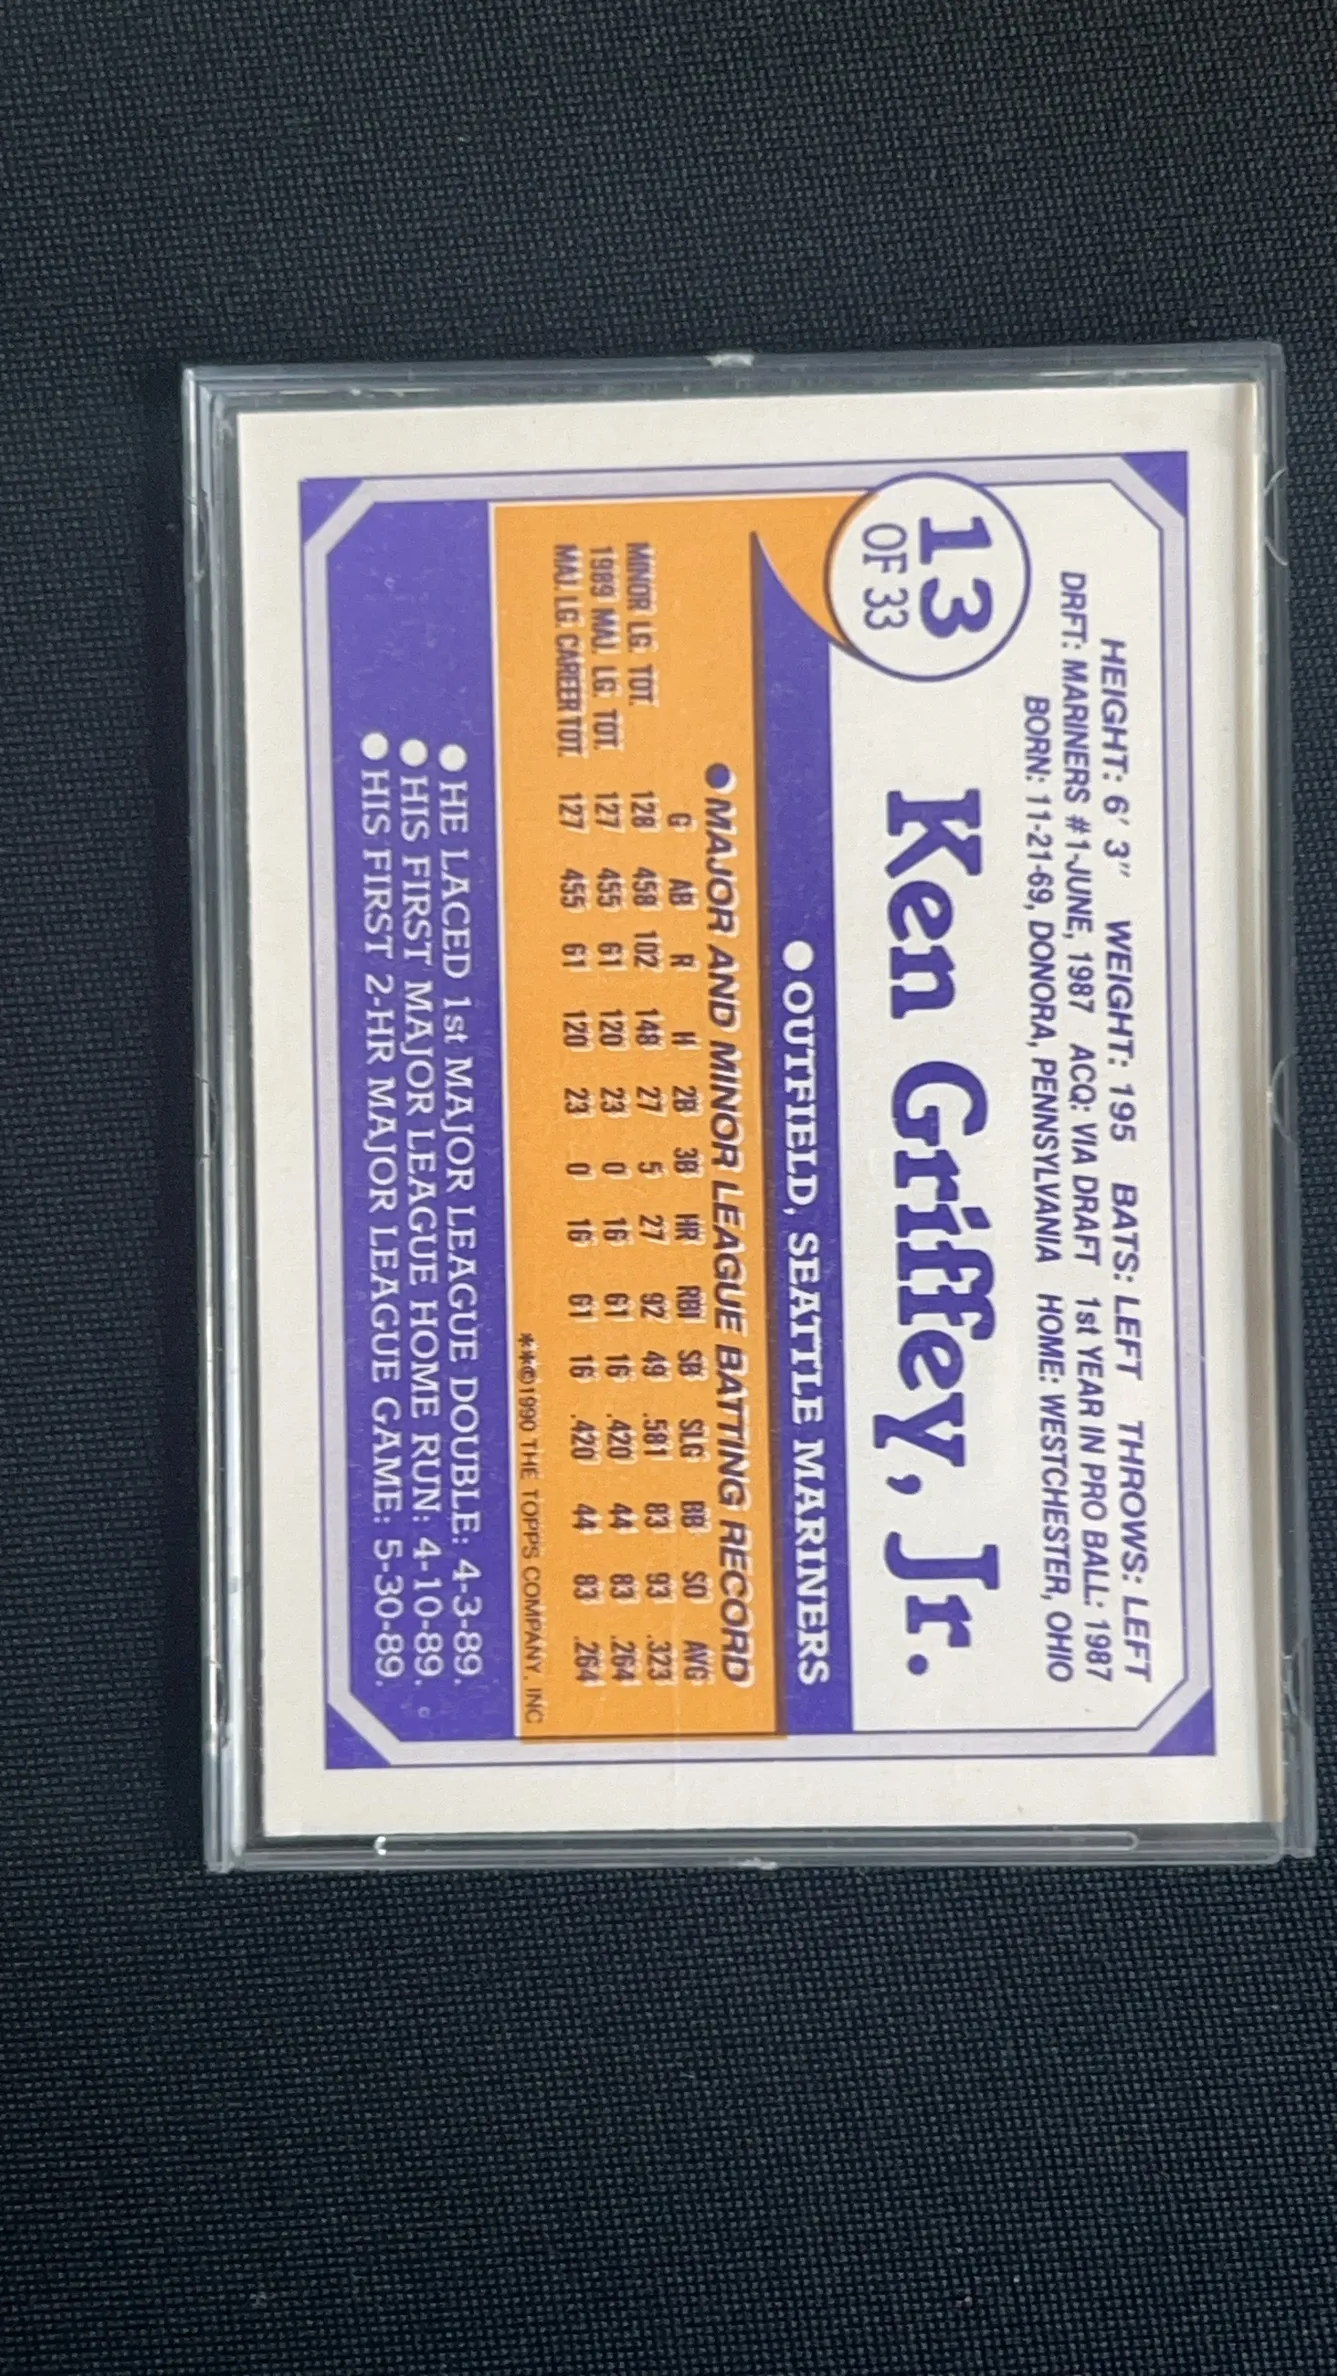 HEIGHT: 6' 3" WEIGHT: 195 BATS: LEFT THROWS: LEFT
DRFT: MARINERS #1-JUNE, 1987 ACQ: VIA DRAFT 1st YEAR IN PRO BALL: 1987
BORN: 11-21-69, DONORA, PENNSYLVANIA HOME: WESTCHESTER, OHIO
13
OF 33
Ken Griffey, Jr.
●OUTFIELD, SEATTLE MARINERS
●MAJOR AND MINOR LEAGUE BATTING RECORD
G AB R H 2B 3B HR RBI SB SLG BB SO AVG
MINOR LG. TOT. 128 458 102 148 27 5 27 92 49 .581 83 93 .323
1989 MAJ. LG. TOT. 127 455 61 120 23 0 16 61 16 .420 44 83 .264
MAJ. LG. CAREER TOT. 127 455 61 120 23 0 16 61 16 .420 44 83 .264
**©1990 THE TOPPS COMPANY, INC
●HE LACED 1st MAJOR LEAGUE DOUBLE: 4-3-89.
●HIS FIRST MAJOR LEAGUE HOME RUN: 4-10-89.
●HIS FIRST 2-HR MAJOR LEAGUE GAME: 5-30-89.